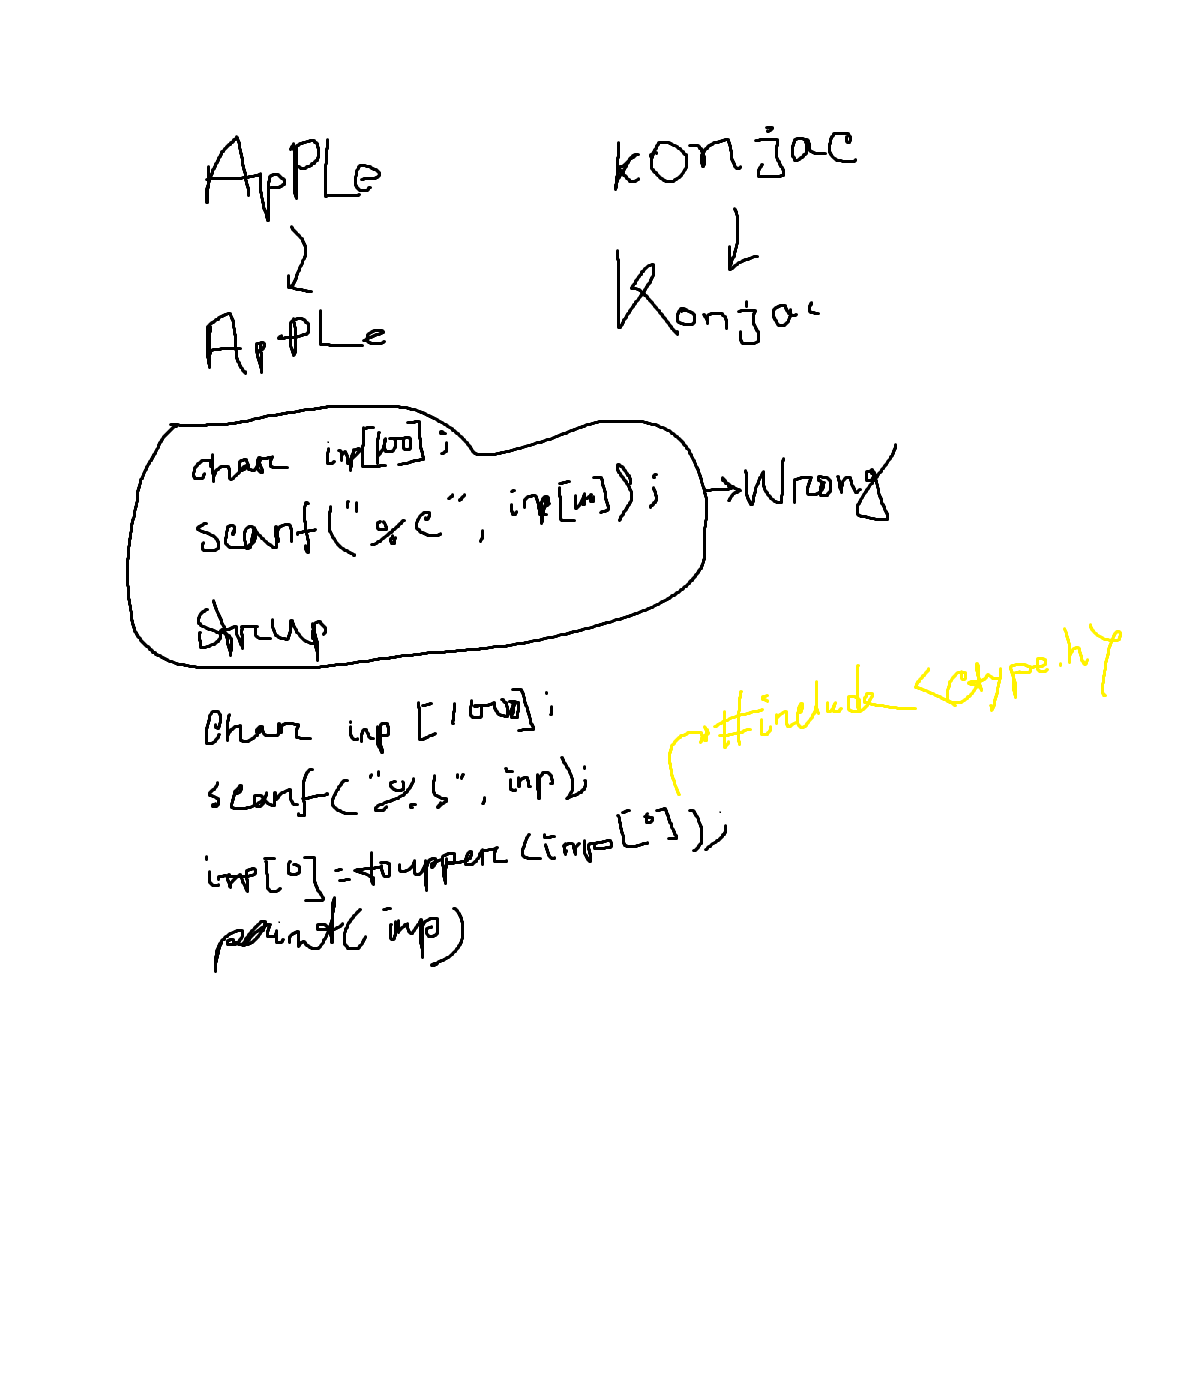 ApPLe
konjac
ApPLe
Konjac
char inp[100];
scanf("%c", inp[100]);
Wrong
strup
#include <ctype.h>
Char inp [1000];
scanf("%s", inp);
inp[0]=toupper(inp[0]);
print(inp)